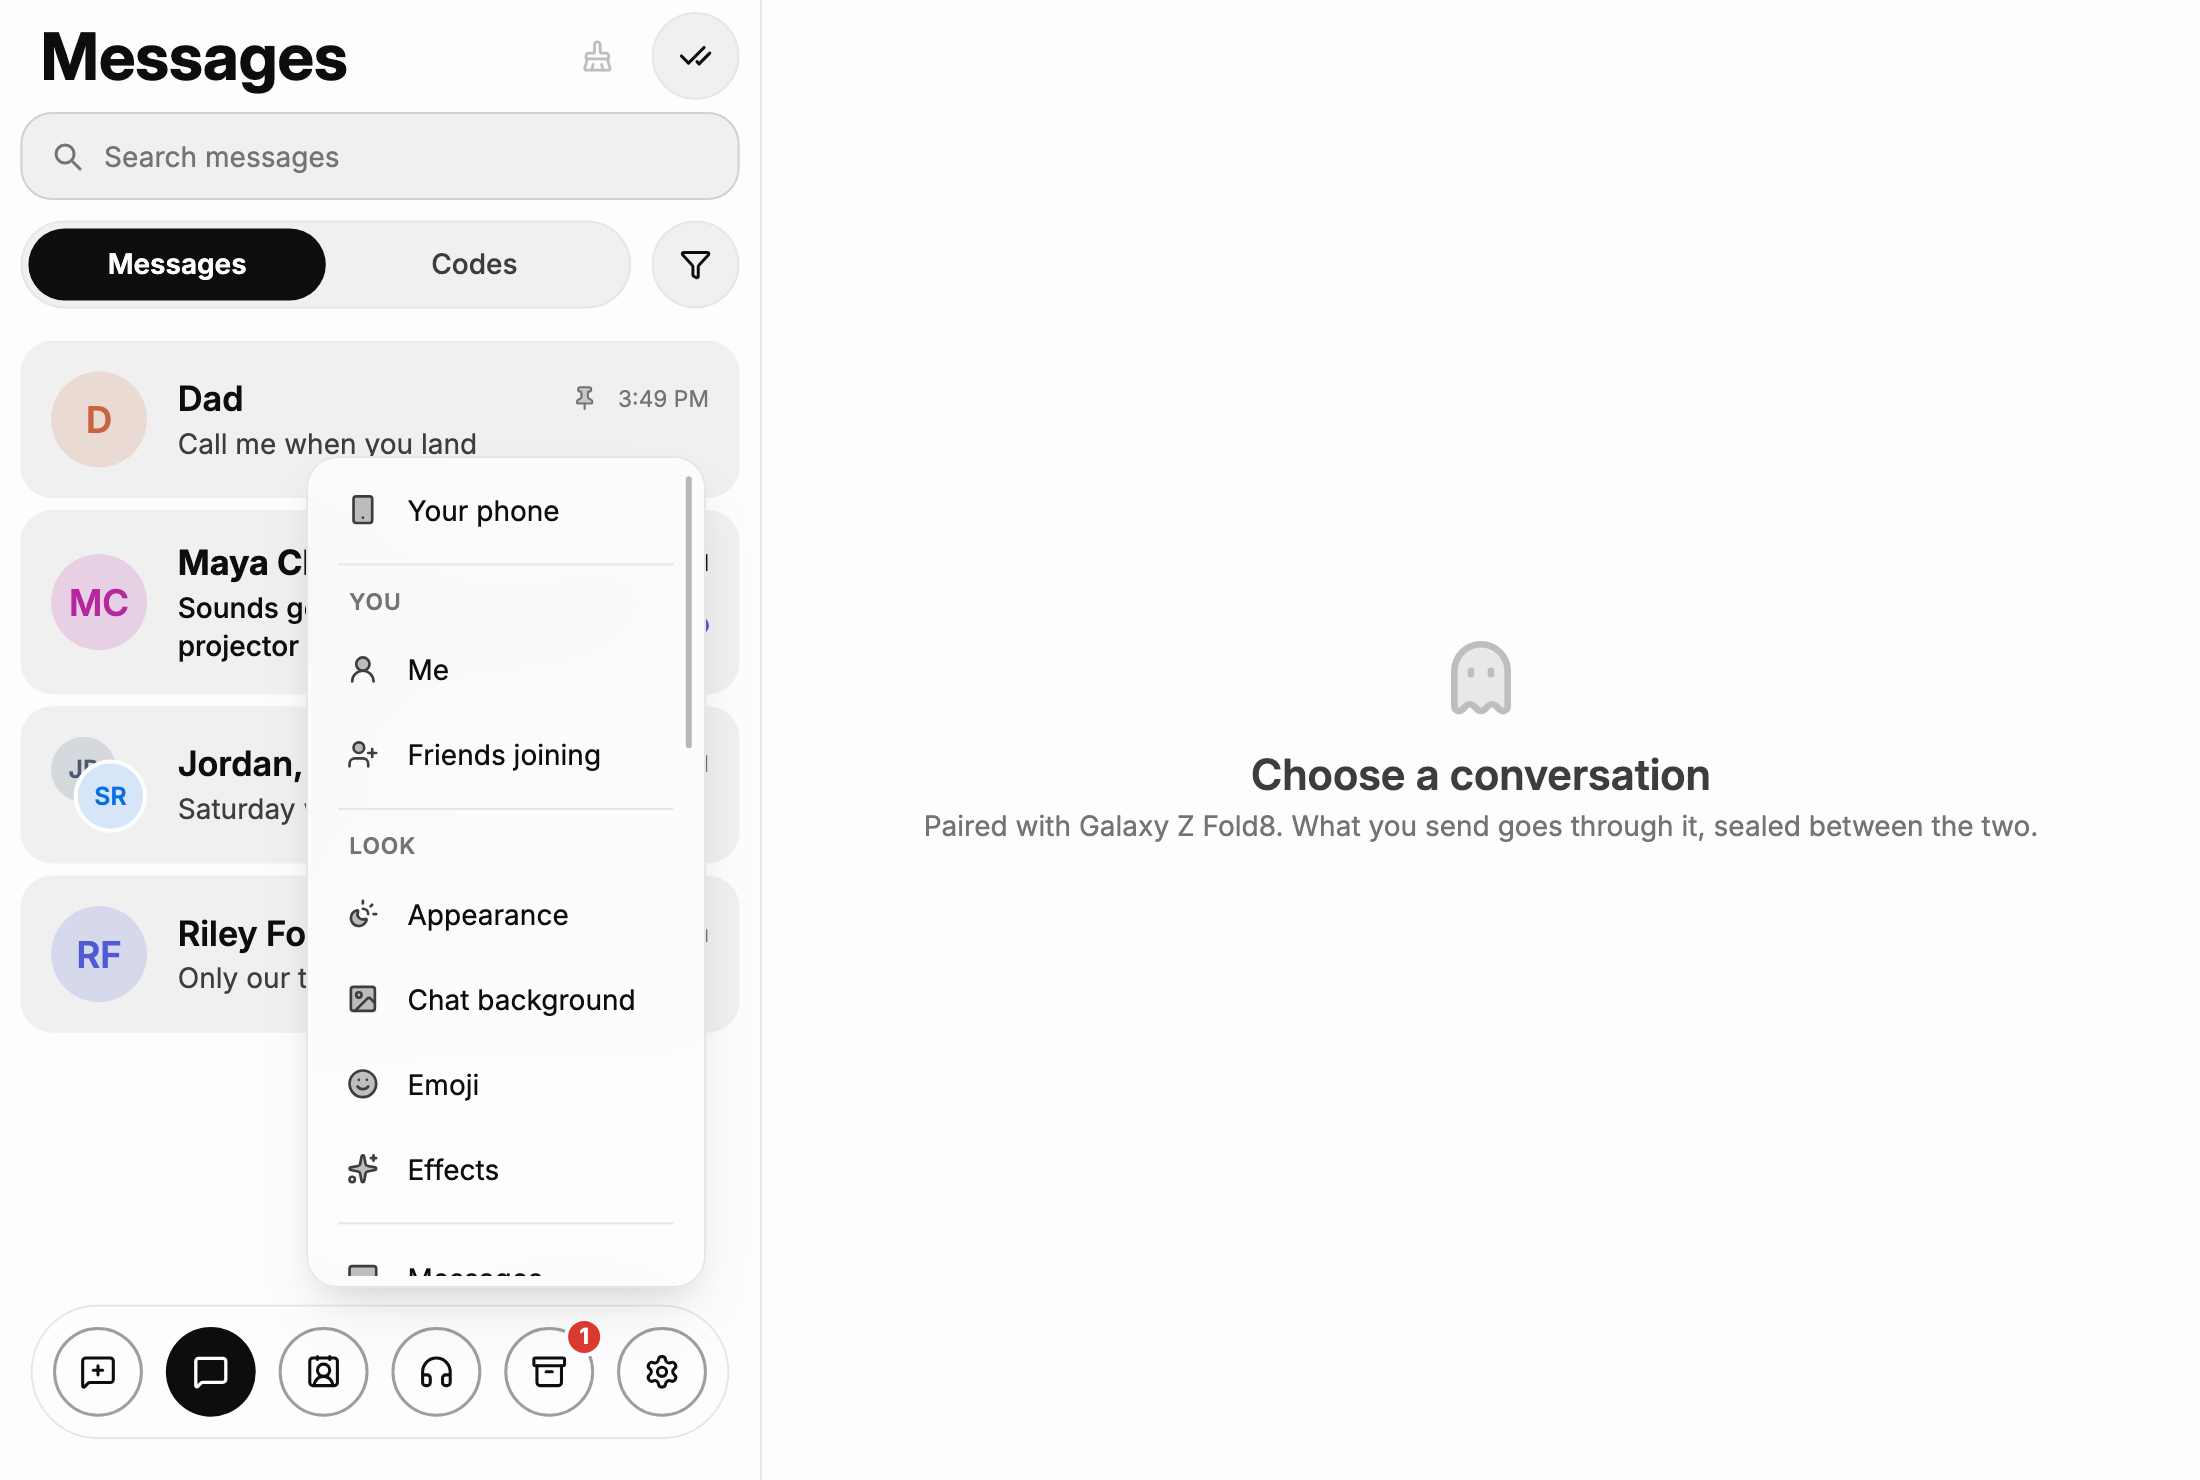 Messages
Search messages
Messages
Codes
D
Dad
3:49 PM
Call me when you land
Your phone
MC
Maya
Sounds
projector
YOU
Me
Friends joining
SR
Jordan,
Saturday
LOOK
Appearance
RF
Riley
Only our
Chat background
Emoji
Effects
Messages
1
Choose a conversation
Paired with Galaxy Z Fold8. What you send goes through it, sealed between the two.